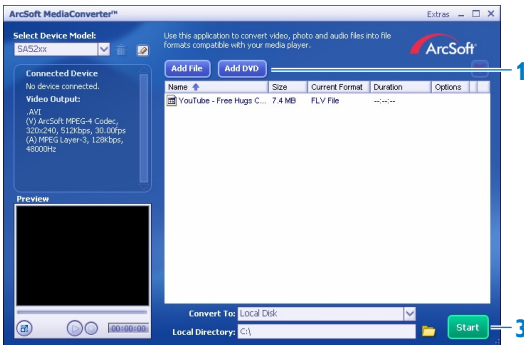 ArcSoft MediaConverter™
Extras
Select Device Model:
SA52xx
Use this application to convert video, photo and audio files into file
formats compatible with your media player.
ArcSoft
Connected Device
No device connected.
Video Output:
.AVI
(V) ArcSoft MPEG-4 Codec,
320x240, 512Kbps, 30.00fps
(A) MPEG Layer-3, 128Kbps,
48000Hz
Add File Add DVD
1
Name Size Current Format Duration Options
YouTube - Free Hugs C... 7.4 MB FLV File --:--:--
Preview
00:00:00
Convert To: Local Disk
Local Directory: C:\
Start
3